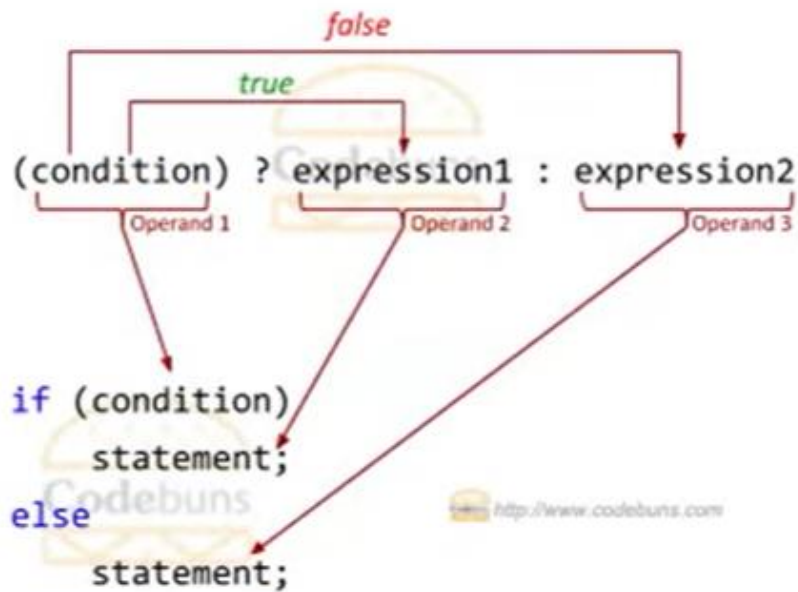 false
true
(condition) ? expression1 : expression2
Operand 1 Operand 2 Operand 3
if (condition)
statement;
Codebuns
else
http://www.codebuns.com
statement;